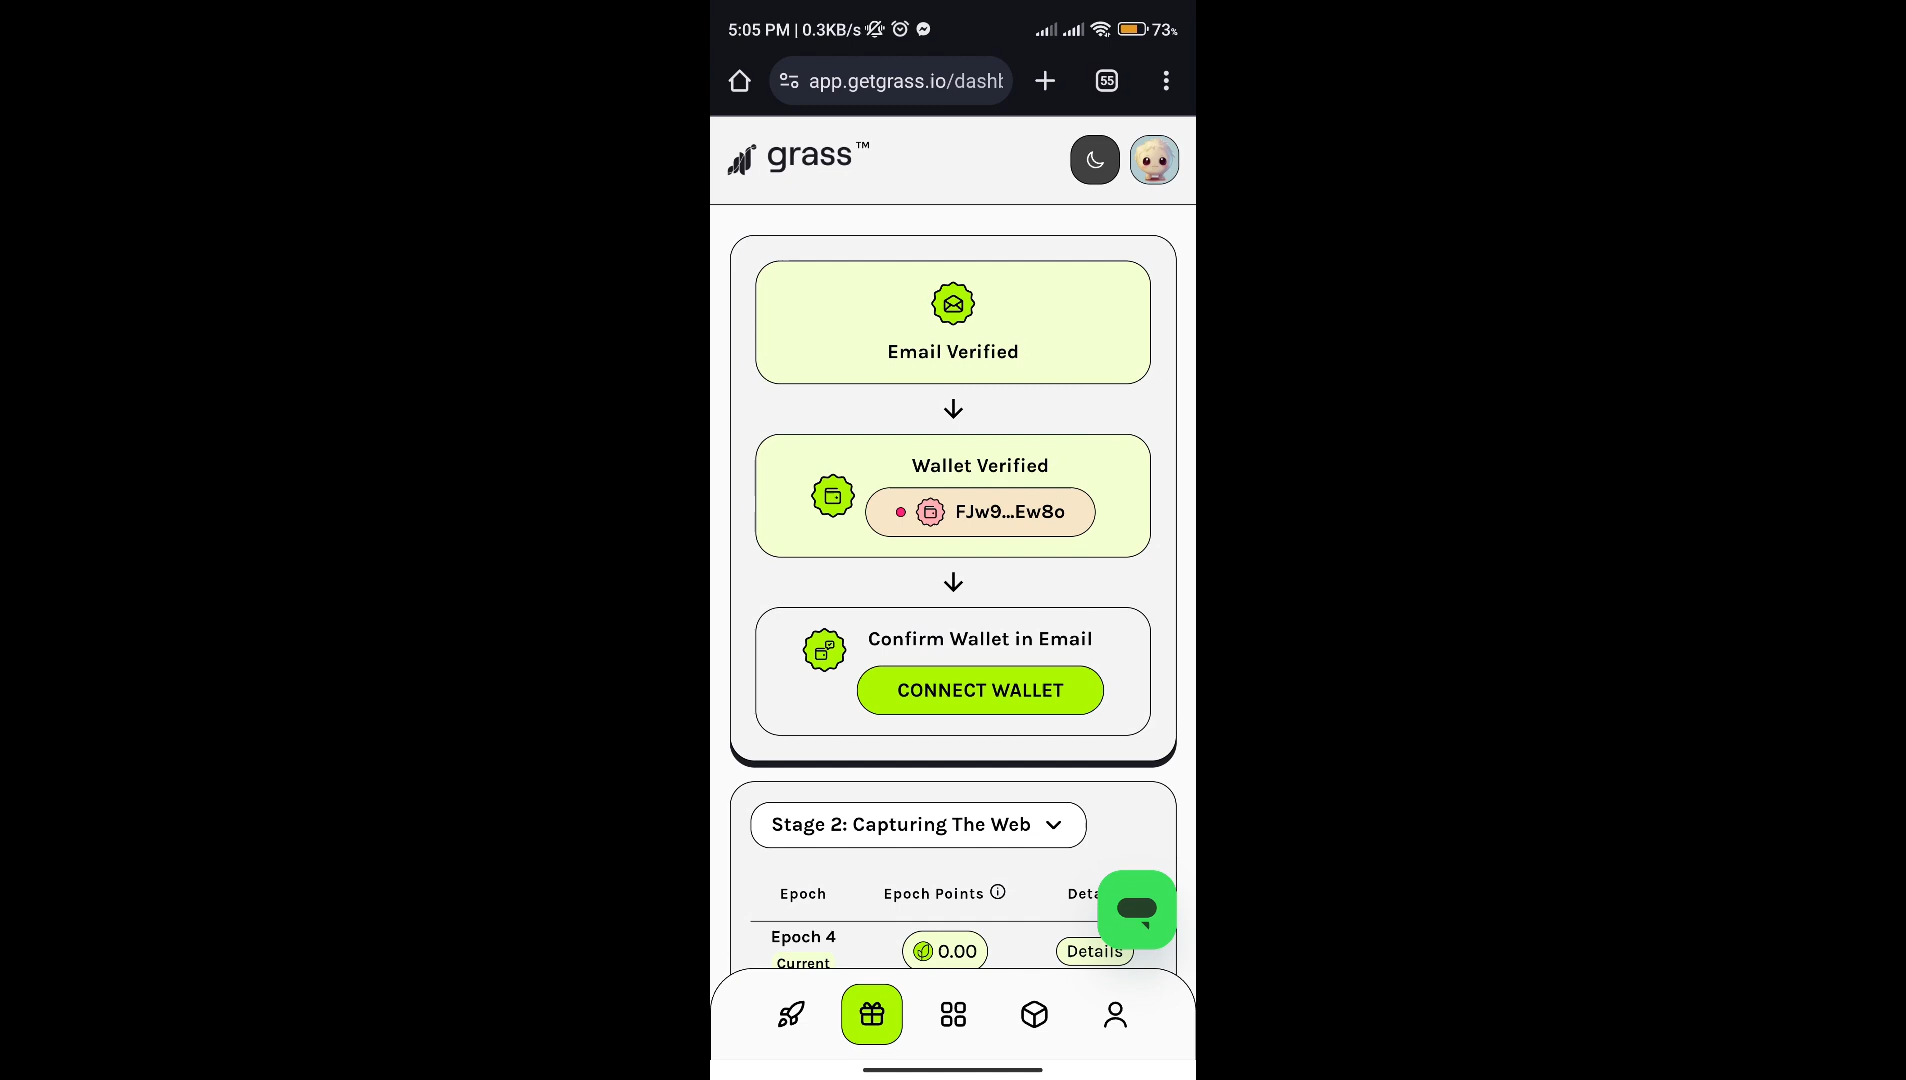 5:05 PM | 0.3KB/s
73%
app.getgrass.io/dashb
55
grass™
Email Verified
Wallet Verified
FJw9...Ew8o
Confirm Wallet in Email
CONNECT WALLET
Stage 2: Capturing The Web
Epoch Epoch Points Deta
Epoch 4
0.00
Details
Current